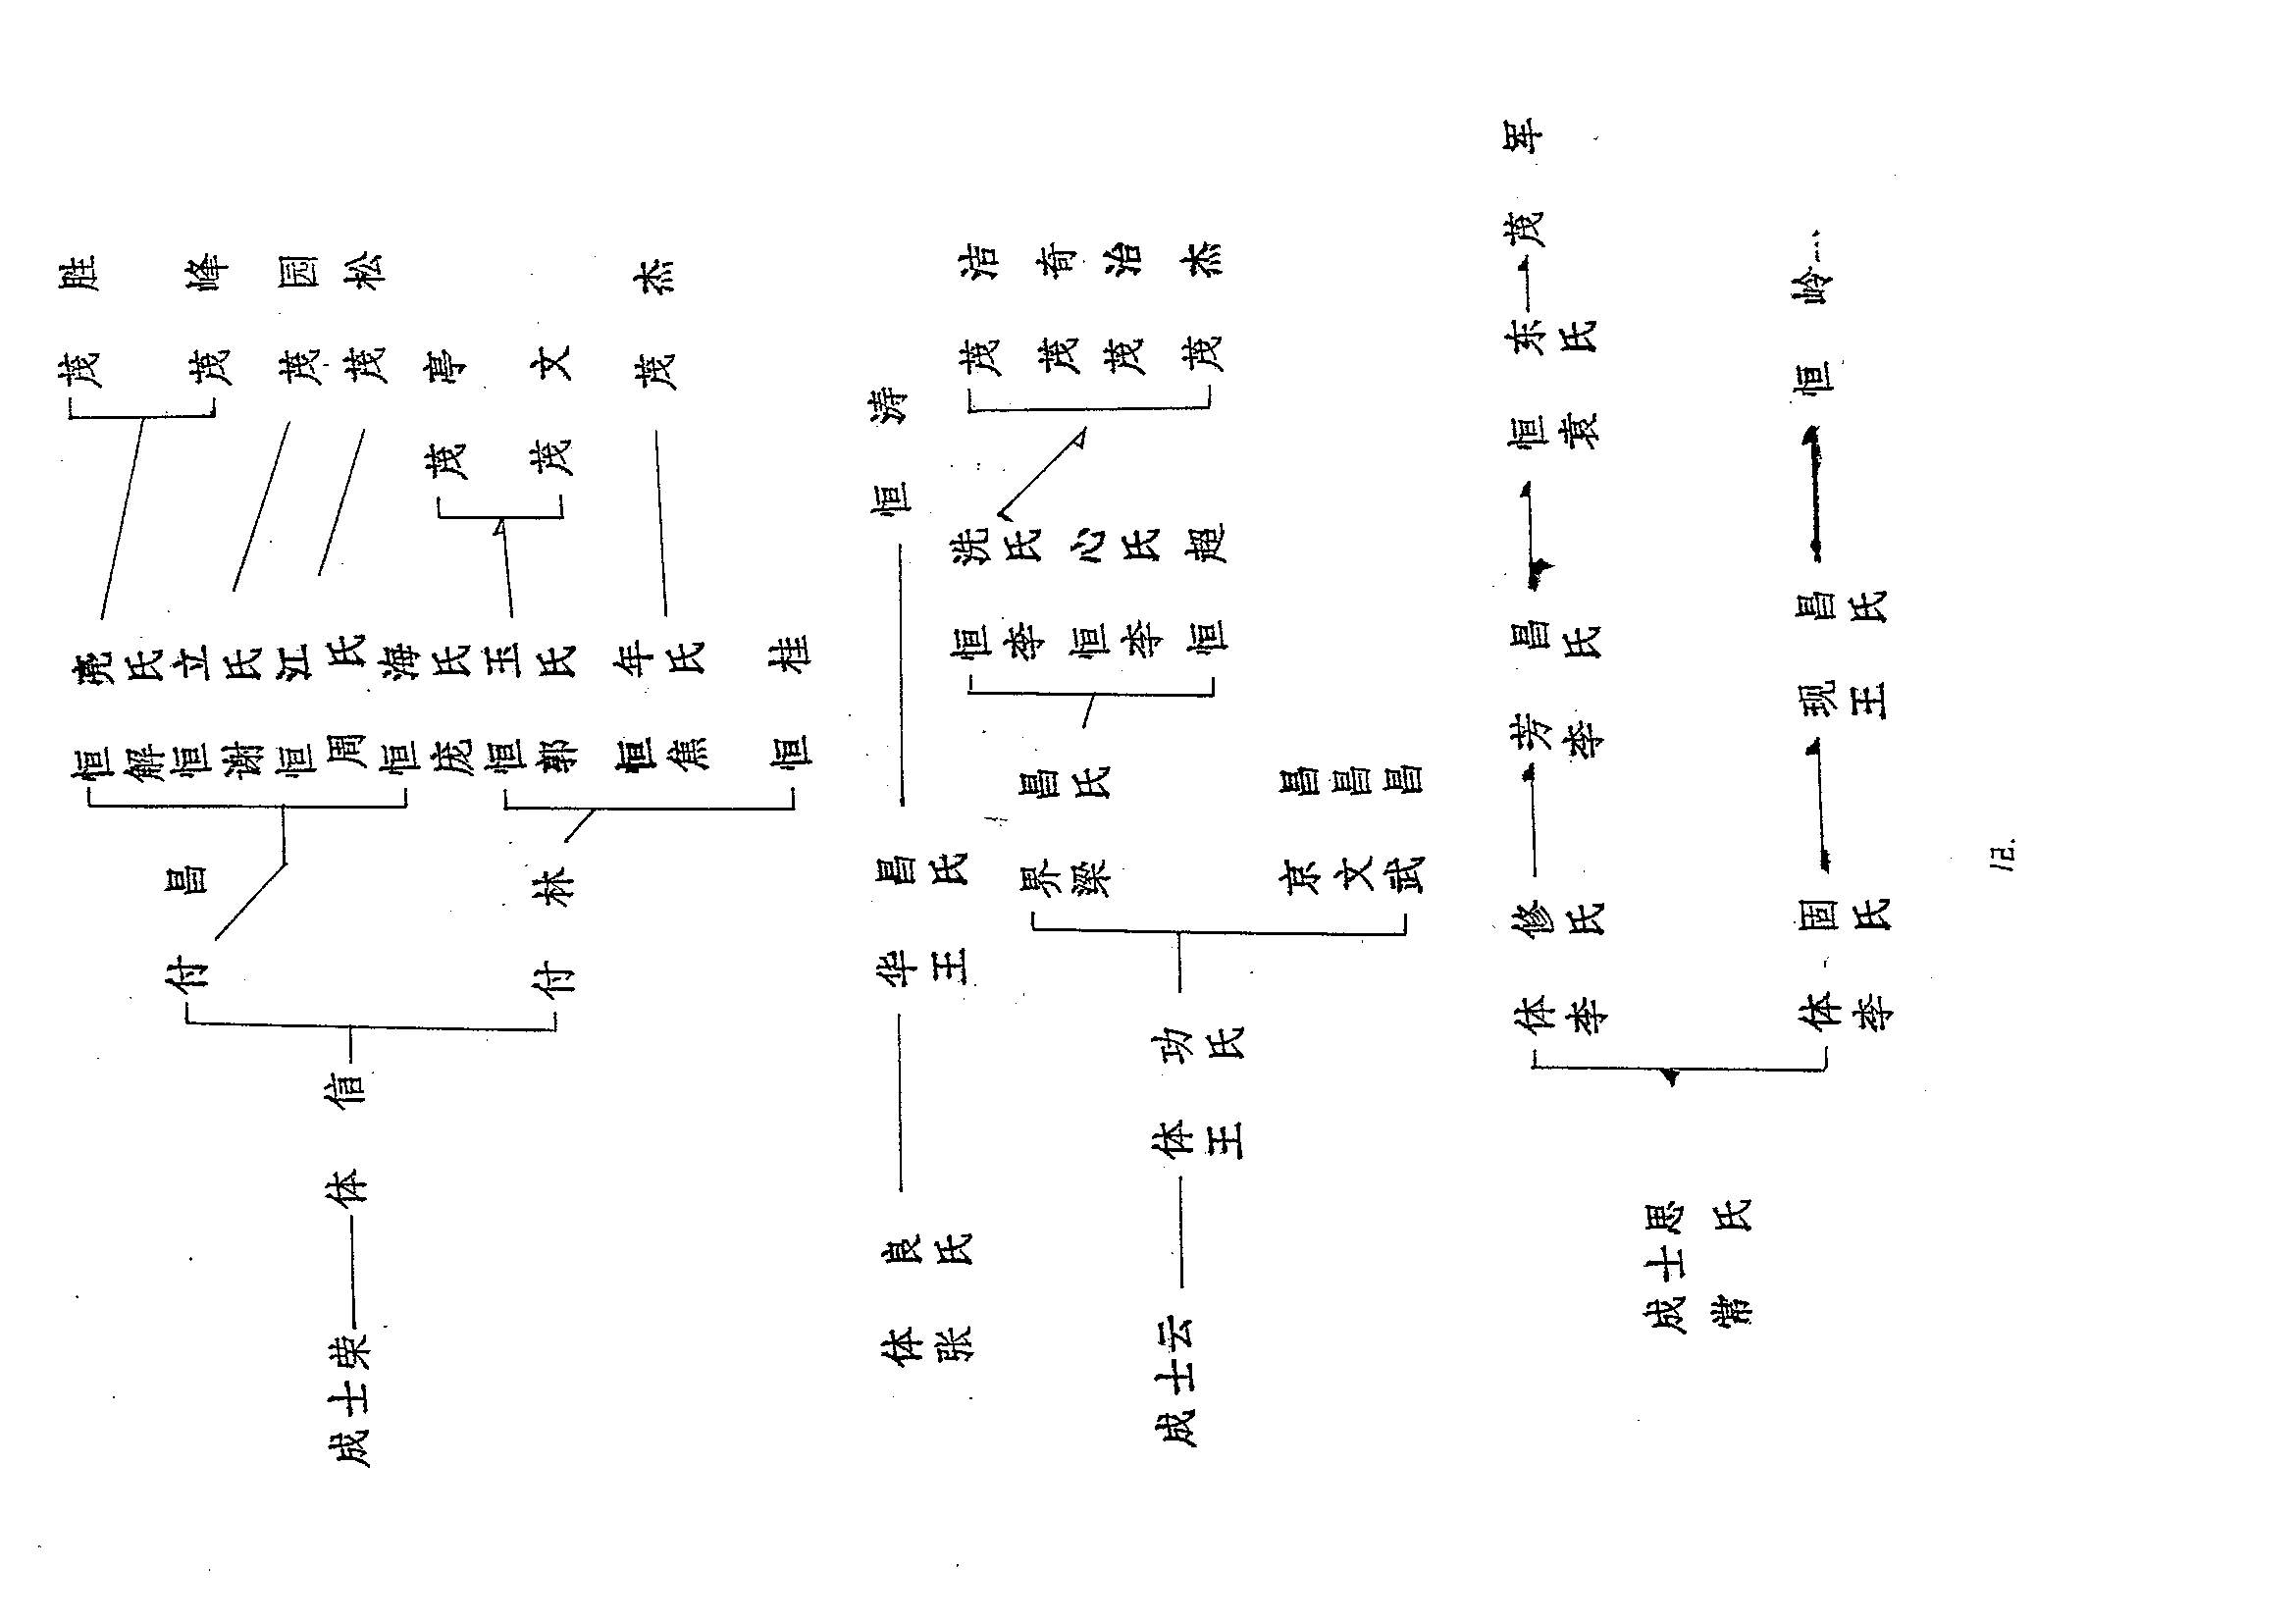 成士荣
体信
付昌
恒亮
解氏
恒立
谢氏
恒江
周氏
恒海
庞氏
茂胜
茂峰
茂园
茂松
付林
恒玉
郭氏
恒年
焦氏
恒桂
茂亭
茂文
茂杰
体良
张氏
华昌
王氏
恒涛
成士云
体功
王氏
界昌
梁氏
京昌
文昌
武昌
恒洗
李氏
恒心
李氏
恒超
茂洁
茂奇
茂治
茂杰
成士思
常氏
体修
李氏
芳昌
李氏
恒东
袁氏
茂军
体固
李氏
现昌
王氏
恒岭